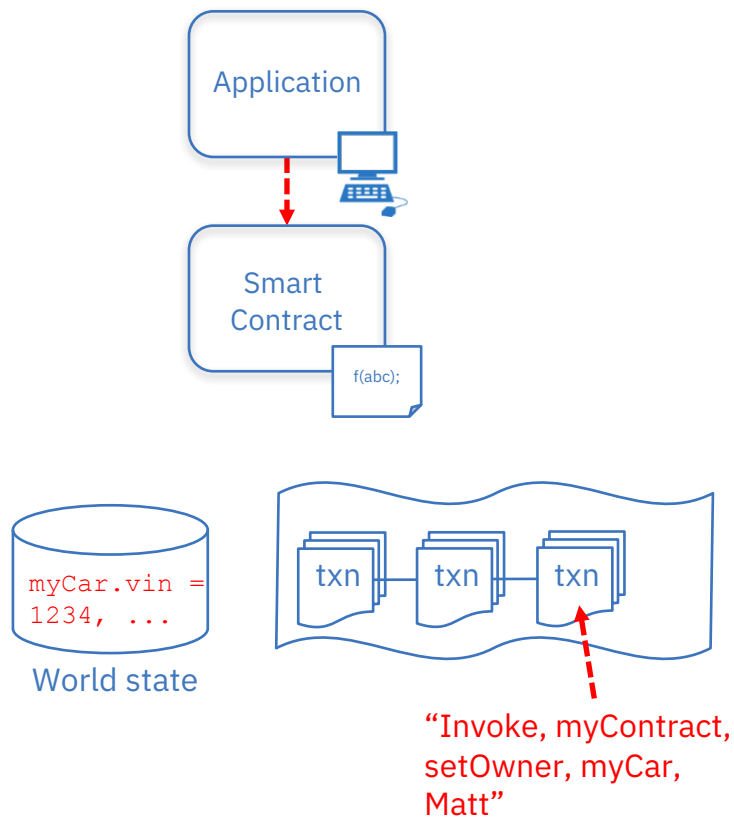 Application
Smart
Contract
f(abc);
myCar.vin =
1234, ...
World state
txn
txn
txn
“Invoke, myContract,
setOwner, myCar,
Matt”